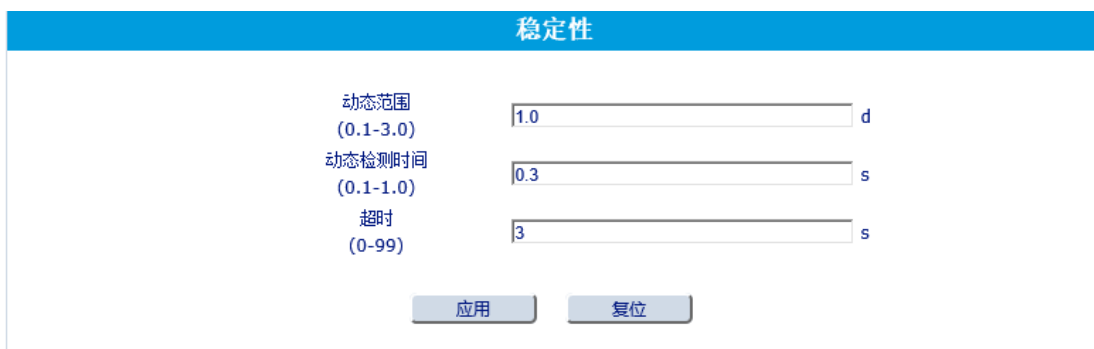 稳定性
动态范围
(0.1-3.0)
1.0 d
动态检测时间
(0.1-1.0)
0.3 s
超时
(0-99)
3 s
应用 复位